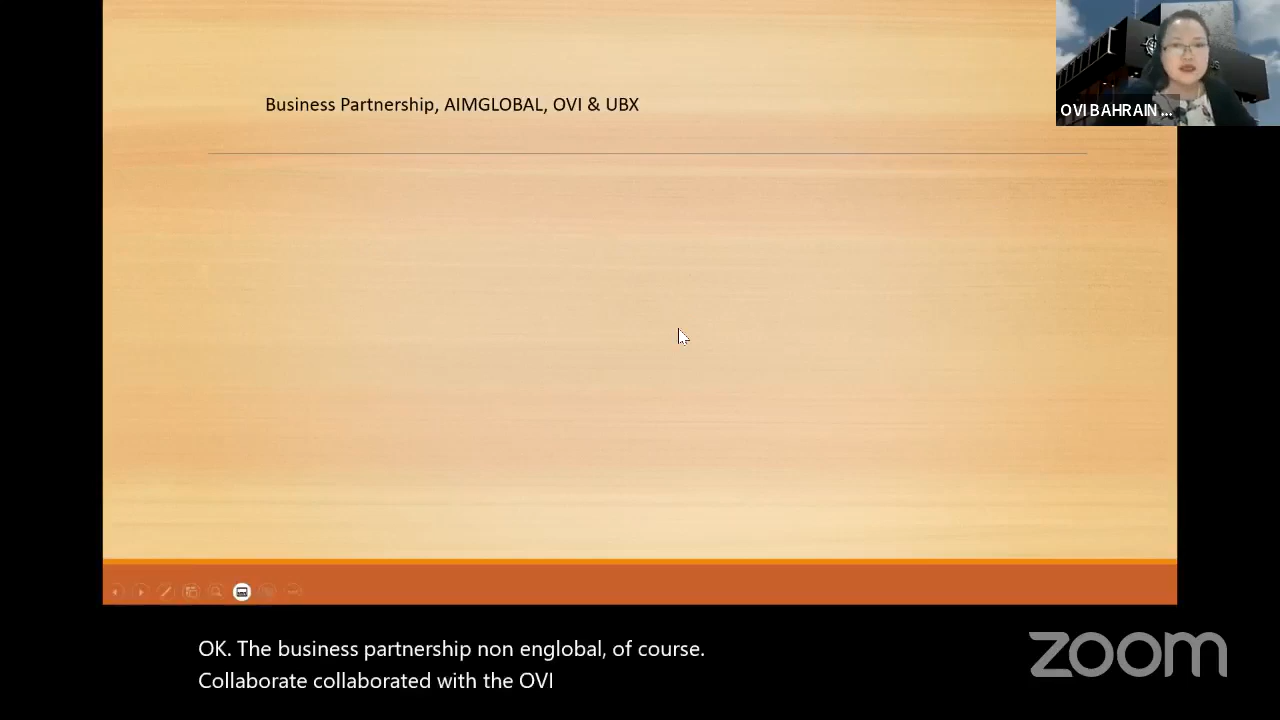 Business Partnership, AIMGLOBAL, OVI & UBX
OVI BAHRAIN ...
OK. The business partnership non englobal, of course.
Collaborate collaborated with the OVI
zoom